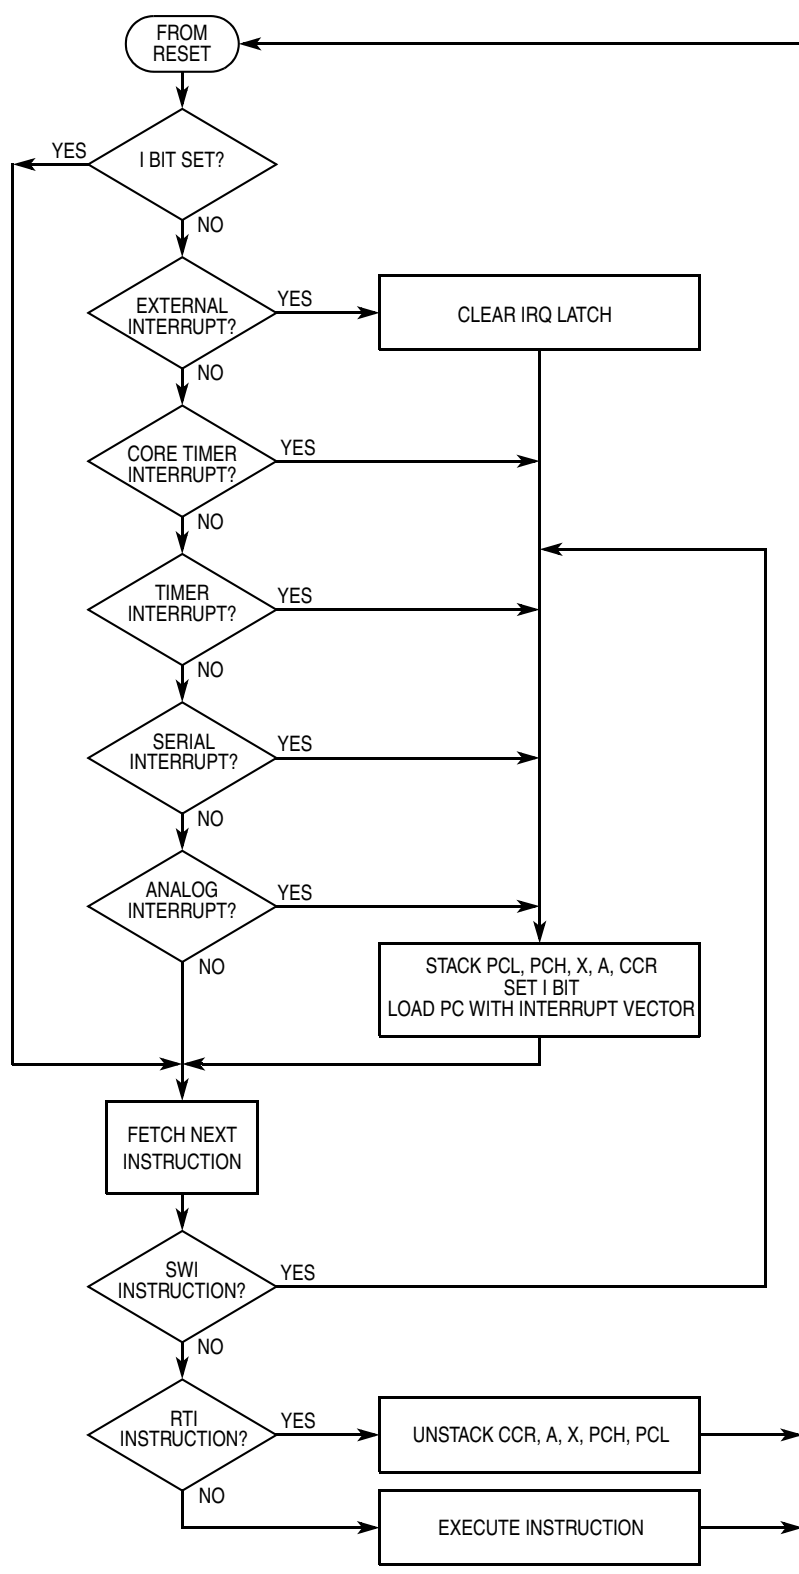 FROM
RESET
I BIT SET?
YES
NO
EXTERNAL
INTERRUPT?
YES
CLEAR IRQ LATCH
NO
CORE TIMER
INTERRUPT?
YES
NO
TIMER
INTERRUPT?
YES
NO
SERIAL
INTERRUPT?
YES
NO
ANALOG
INTERRUPT?
YES
NO
STACK PCL, PCH, X, A, CCR
SET I BIT
LOAD PC WITH INTERRUPT VECTOR
FETCH NEXT
INSTRUCTION
SWI
INSTRUCTION?
YES
NO
RTI
INSTRUCTION?
YES
UNSTACK CCR, A, X, PCH, PCL
NO
EXECUTE INSTRUCTION